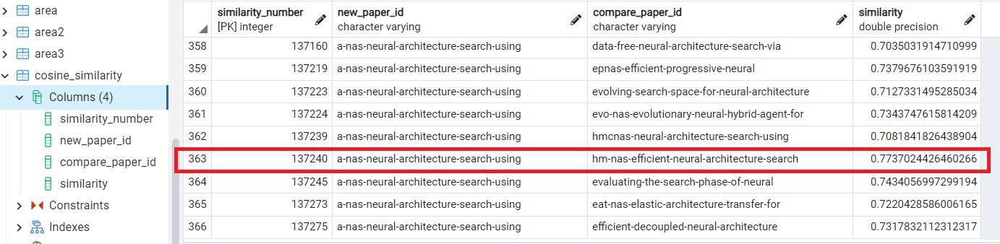 area
area2
area3
cosine_similarity
Columns (4)
similarity_number
new_paper_id
compare_paper_id
similarity
Constraints
Indexes
similarity_number new_paper_id compare_paper_id similarity
[PK] integer character varying character varying double precision
358 137160 a-nas-neural-architecture-search-using data-free-neural-architecture-search-via 0.7035031914710999
359 137219 a-nas-neural-architecture-search-using epnas-efficient-progressive-neural 0.7379676103591919
360 137223 a-nas-neural-architecture-search-using evolving-search-space-for-neural-architecture 0.7127331495285034
361 137224 a-nas-neural-architecture-search-using evo-nas-evolutionary-neural-hybrid-agent-for 0.7343747615814209
362 137239 a-nas-neural-architecture-search-using hmcnas-neural-architecture-search-using 0.7081841826438904
363 137240 a-nas-neural-architecture-search-using hm-nas-efficient-neural-architecture-search 0.7737024426460266
364 137245 a-nas-neural-architecture-search-using evaluating-the-search-phase-of-neural 0.7434056997299194
365 137273 a-nas-neural-architecture-search-using eat-nas-elastic-architecture-transfer-for 0.7220428586006165
366 137275 a-nas-neural-architecture-search-using efficient-decoupled-neural-architecture 0.7317832112312317